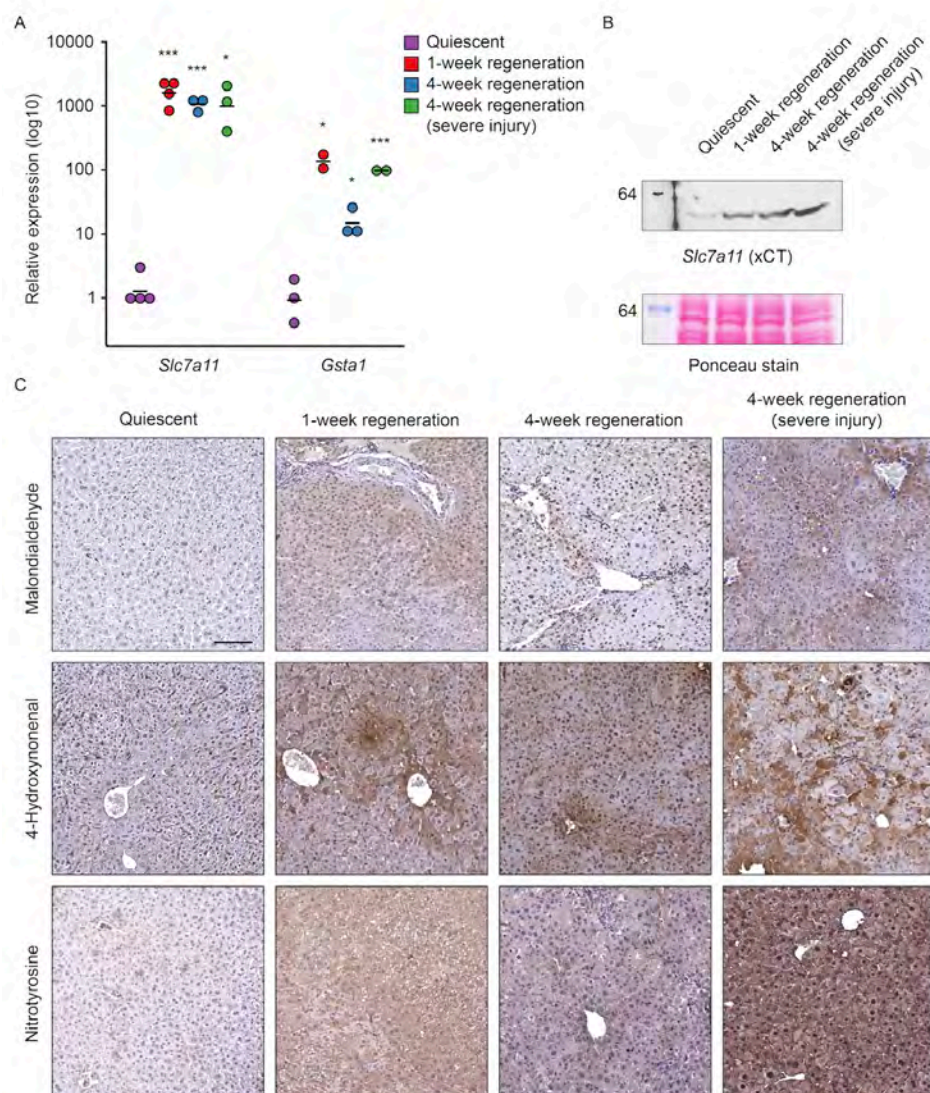 A
Relative expression (log10)
10000
1000
100
10
1
***
***
*
*
*
***
Slc7a11
Gsta1
Quiescent
1-week regeneration
4-week regeneration
4-week regeneration
(severe injury)
B
Quiescent
1-week regeneration
4-week regeneration
4-week regeneration
(severe injury)
64
Slc7a11 (xCT)
64
Ponceau stain
C
Quiescent
1-week regeneration
4-week regeneration
4-week regeneration
(severe injury)
Malondialdehyde
4-Hydroxynonenal
Nitrotyrosine